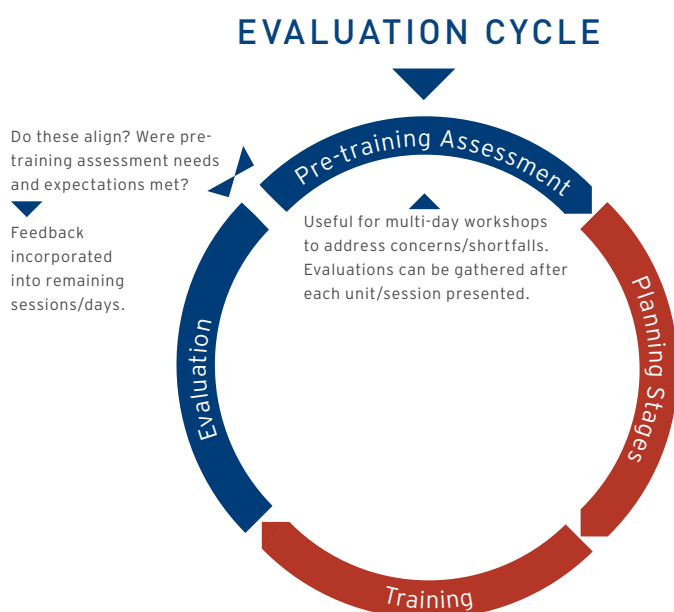 EVALUATION CYCLE
Pre-training Assessment
Do these align? Were pre-
training assessment needs
and expectations met?
Feedback
incorporated
into remaining
sessions/days.
Useful for multi-day workshops
to address concerns/shortfalls.
Evaluations can be gathered after
each unit/session presented.
Planning Stages
Training
Evaluation